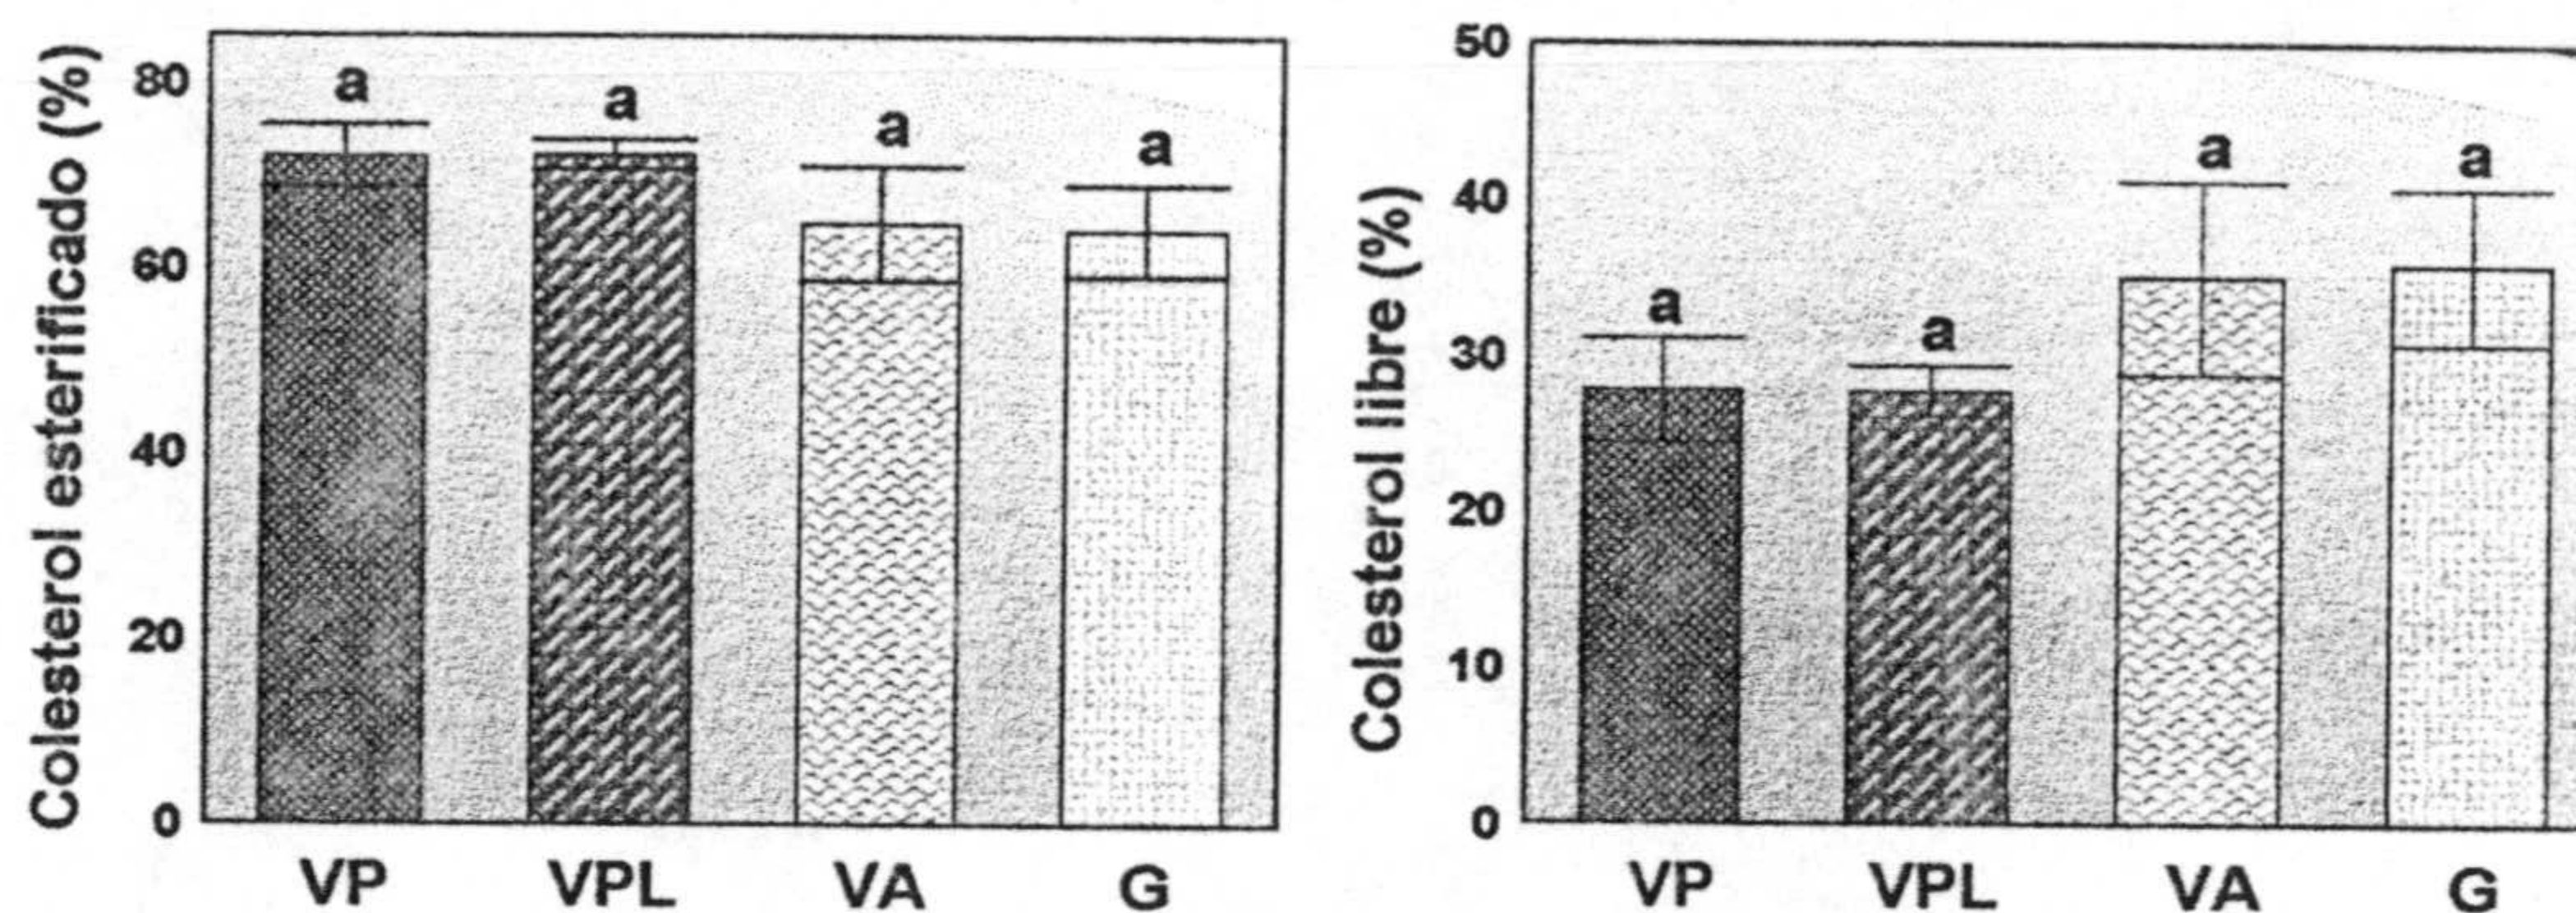 Colesterol esterificado (%)
80
60
40
20
0
a
a
a
a
VP VPL VA G
Colesterol libre (%)
50
40
30
20
10
0
a
a
a
a
VP VPL VA G